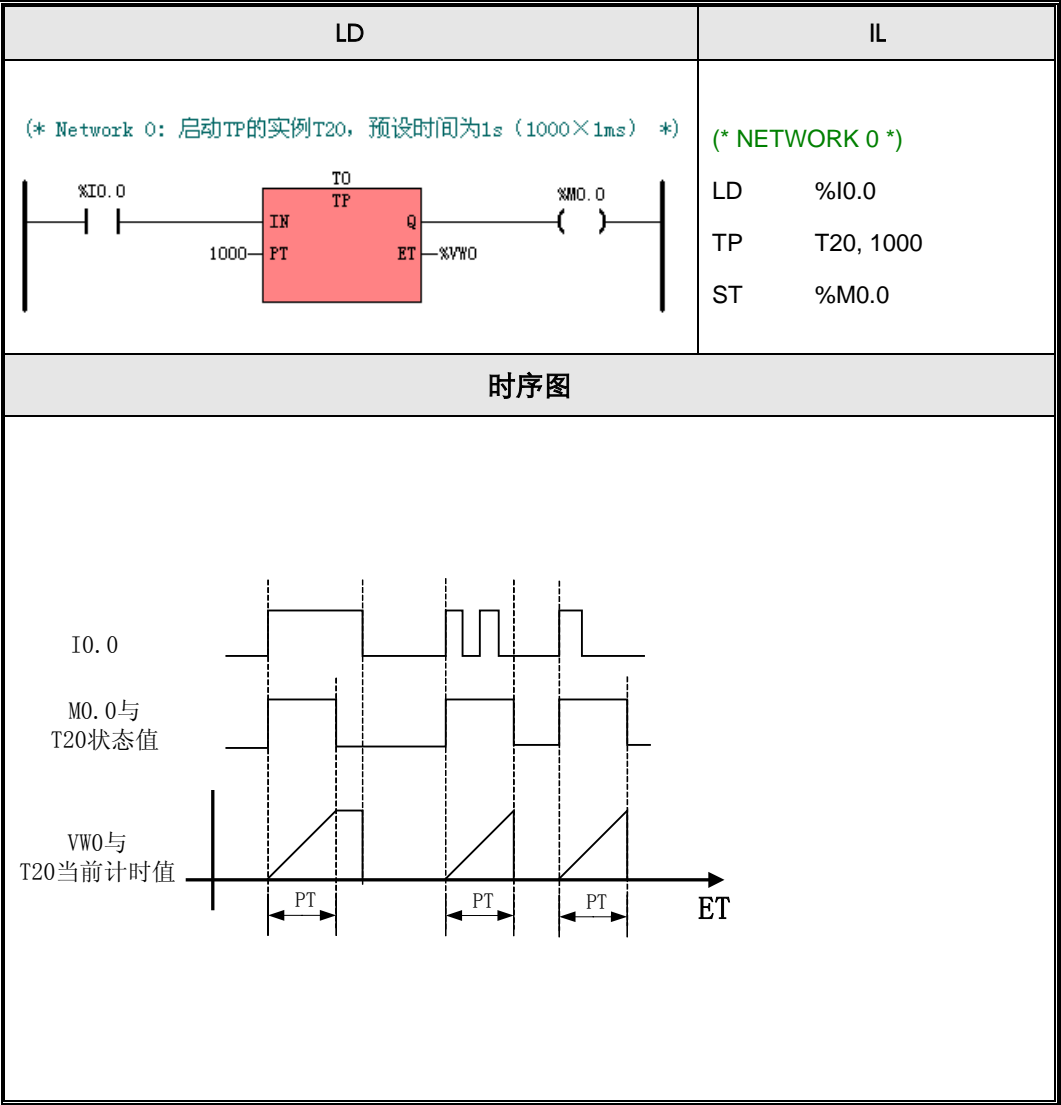 LD
IL
(* Network 0: 启动TP的实例T20，预设时间为1s（1000×1ms） *)
%I0.0
T0
TP
%M0.0
IN
Q
1000
PT
ET
%VW0
(* NETWORK 0 *)
LD %I0.0
TP T20, 1000
ST %M0.0
时序图
I0.0
M0.0与
T20状态值
VW0与
T20当前计时值
PT
PT
PT
ET